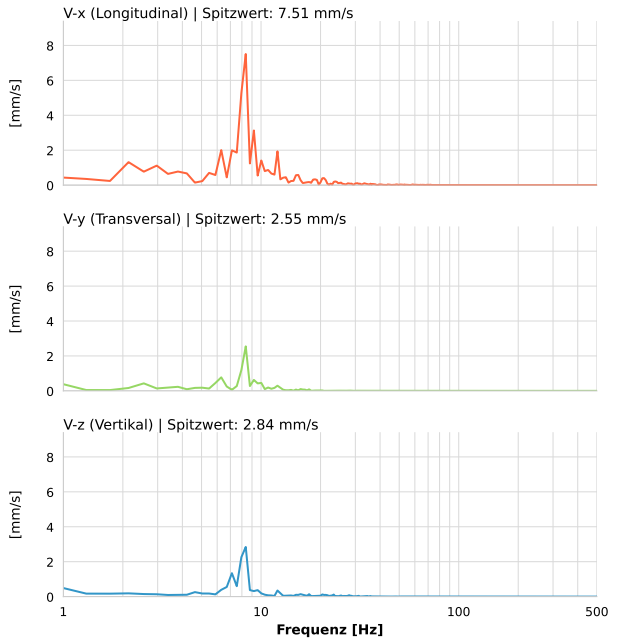 V-x (Longitudinal) | Spitzwert: 7.51 mm/s
[mm/s]
8
6
4
2
0
V-y (Transversal) | Spitzwert: 2.55 mm/s
[mm/s]
8
6
4
2
0
V-z (Vertikal) | Spitzwert: 2.84 mm/s
[mm/s]
8
6
4
2
0
1 10 100 500
Frequenz [Hz]